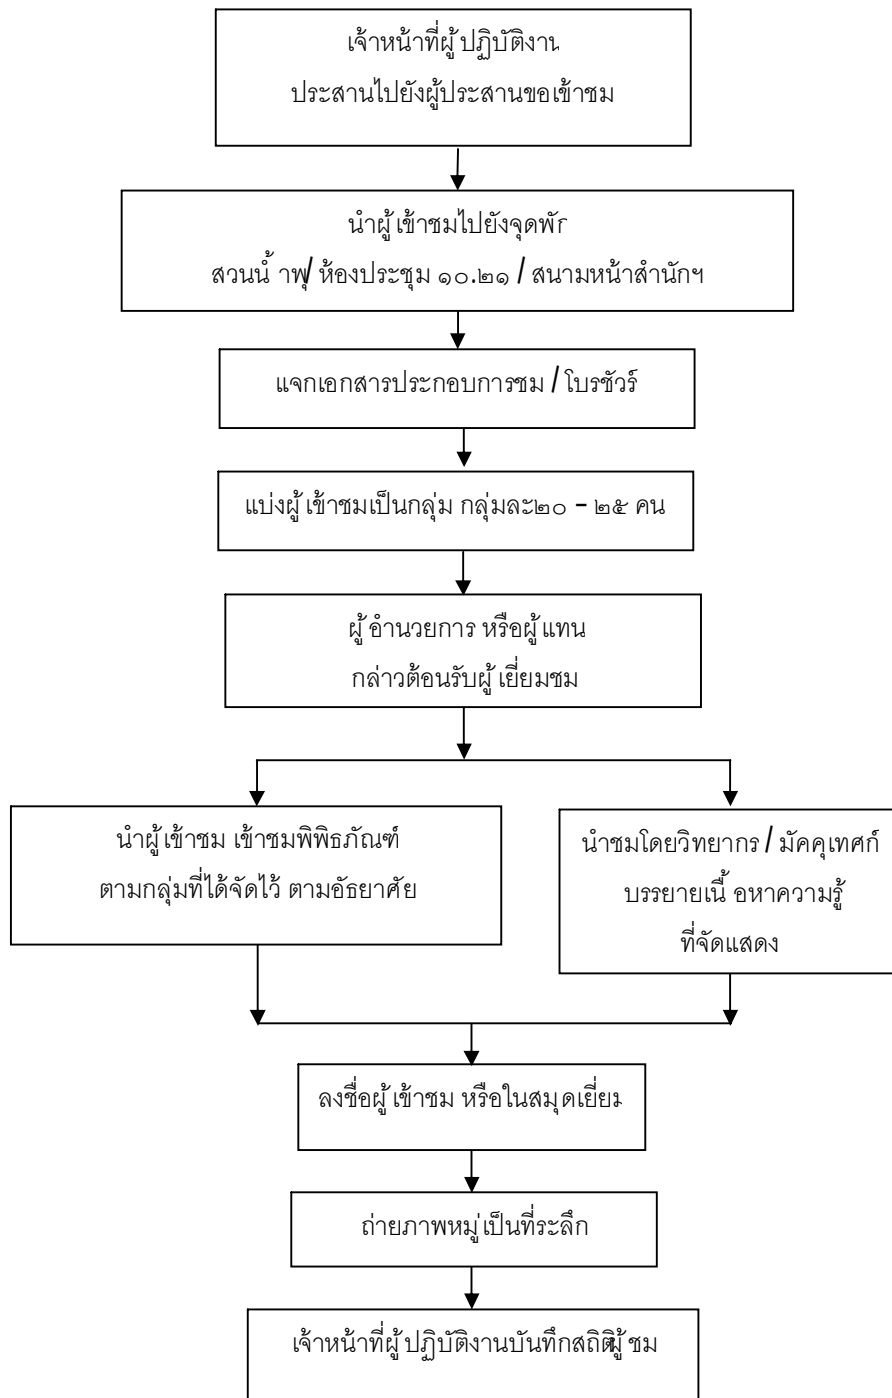 เจ้าหน้าที่ผู้ปฏิบัติงาน
ประสานไปยังผู้ประสานขอเข้าชม
นำผู้เข้าชมไปยังจุดพัก
สวนน้ำพุ/ ห้องประชุม ๑๐.๒๑ / สนามหน้าสำนักฯ
แจกเอกสารประกอบการชม / โบรชัวร์
แบ่งผู้เข้าชมเป็นกลุ่ม กลุ่มละ๒๐ – ๒๕ คน
ผู้อำนวยการ หรือผู้แทน
กล่าวต้อนรับผู้เยี่ยมชม
นำผู้เข้าชม เข้าชมพิพิธภัณฑ์
ตามกลุ่มที่ได้จัดไว้ ตามอัธยาศัย
นำชมโดยวิทยากร / มัคคุเทศก์
บรรยายเนื้อหาความรู้
ที่จัดแสดง
ลงชื่อผู้เข้าชม หรือในสมุดเยี่ยม
ถ่ายภาพหมู่เป็นที่ระลึก
เจ้าหน้าที่ผู้ปฏิบัติงานบันทึกสถิติผู้ชม